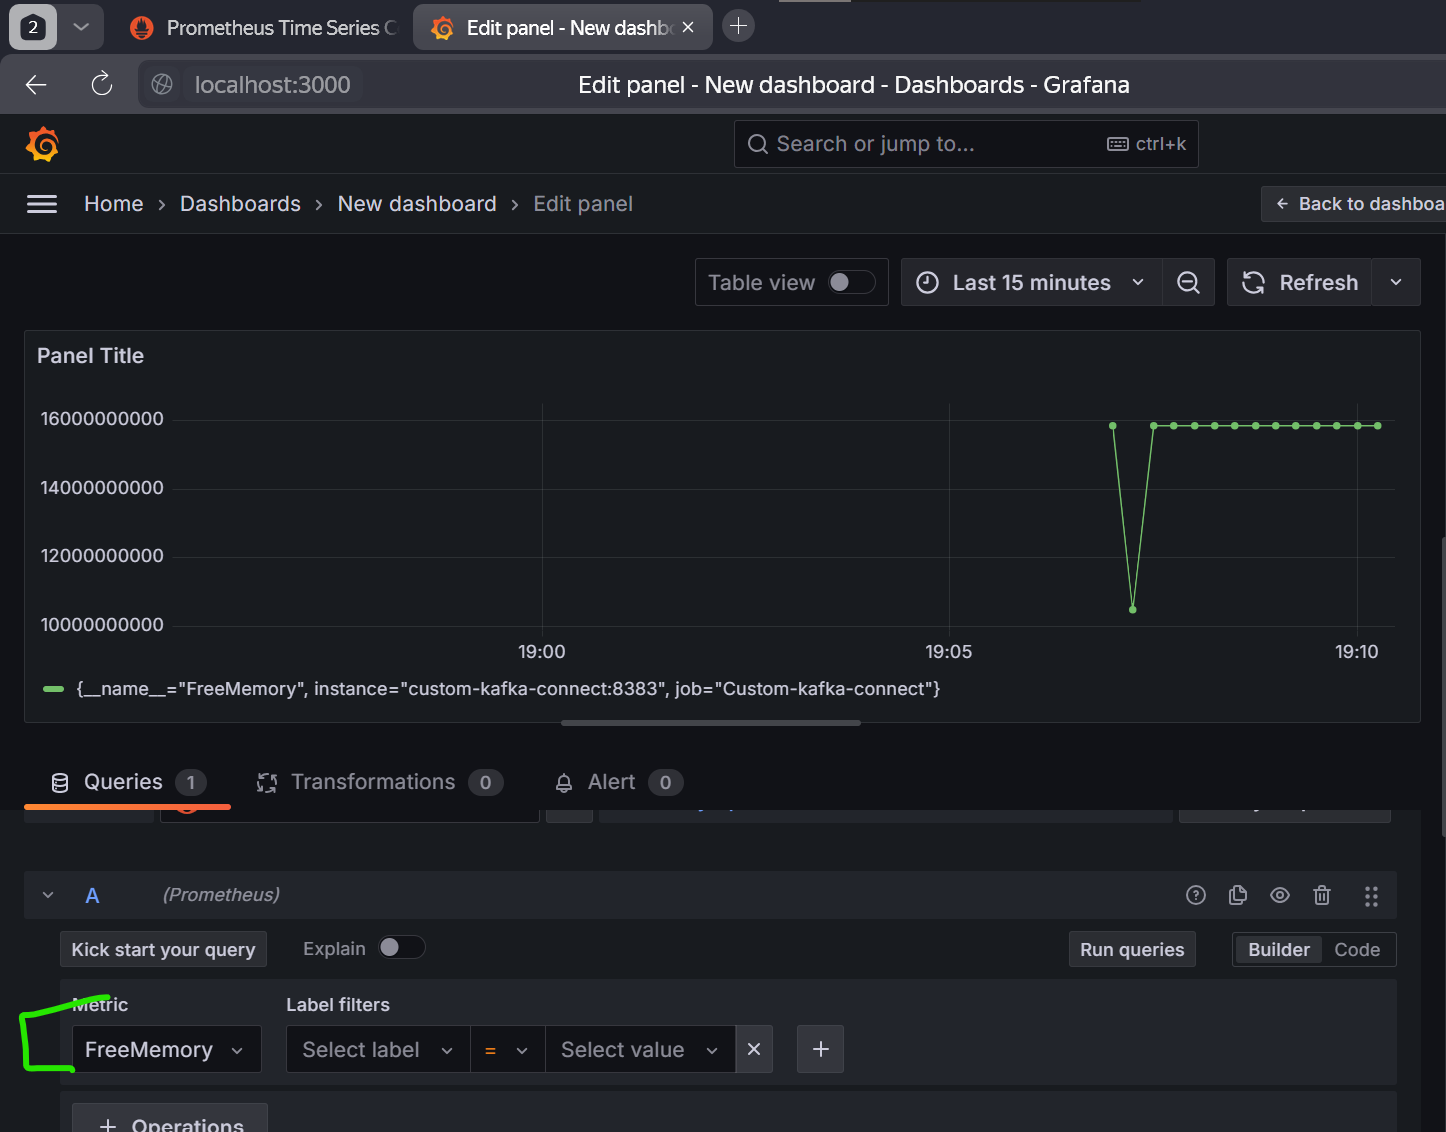 2
Prometheus Time Series C
Edit panel - New dashb
localhost:3000
Edit panel - New dashboard - Dashboards - Grafana
Search or jump to...
ctrl+k
Home › Dashboards › New dashboard › Edit panel
← Back to dashboa
Table view
Last 15 minutes
Refresh
Panel Title
16000000000
14000000000
12000000000
10000000000
19:00
19:05
19:10
{__name__="FreeMemory", instance="custom-kafka-connect:8383", job="Custom-kafka-connect"}
Queries 1
Transformations 0
Alert 0
A (Prometheus)
Kick start your query
Explain
Run queries
Builder
Code
Metric
Label filters
FreeMemory
Select label
=
Select value
+ Operations